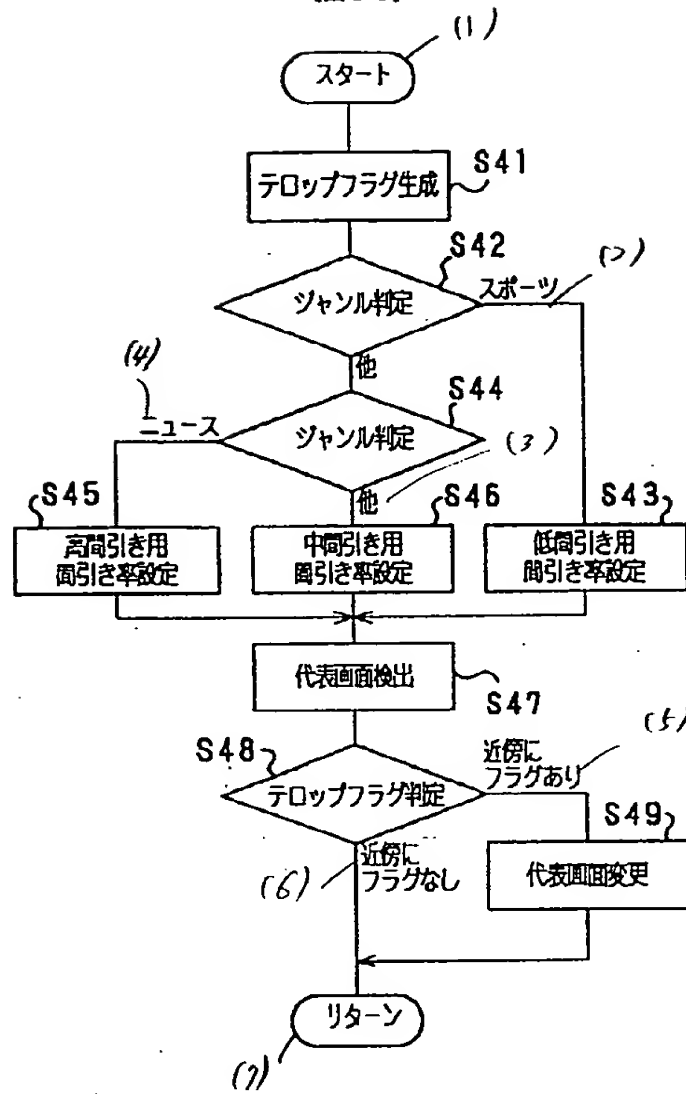 (1)
スタート
S41
テロップフラグ生成
S42
ジャンル判定
スポーツ
(2)
他
(4)
S44
ニュース
ジャンル判定
(3)
他
S45
高間引き用
間引き率設定
S46
中間引き用
間引き率設定
S43
低間引き用
間引き率設定
代表画面検出
S47
S48
テロップフラグ判定
近傍に
フラグあり
(5)
S49
代表画面変更
近傍に
フラグなし
(6)
リターン
(7)